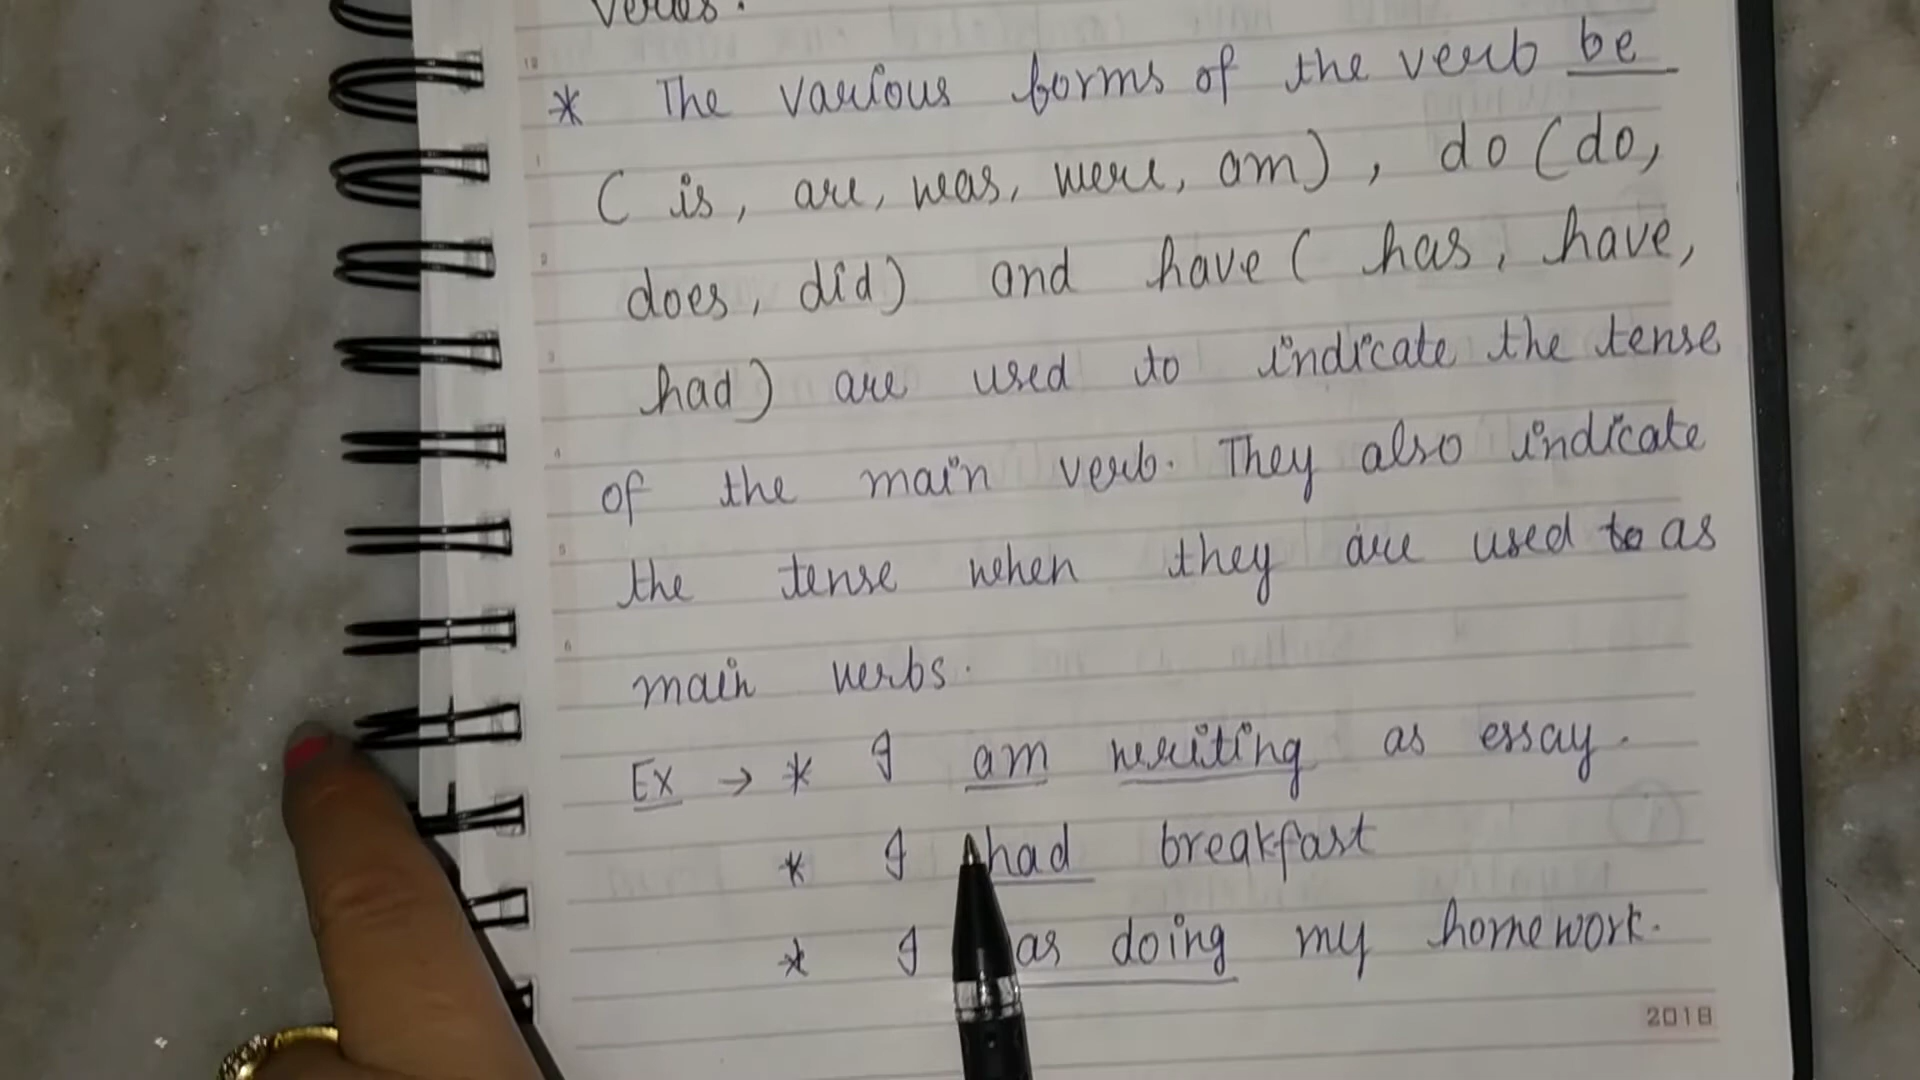 verbs.
* The various forms of the verb be
( is, are, was, were, am), do (do,
does, did) and have ( has, have,
had) are used to indicate the tense
of the main verb. They also indicate
the tense when they are used to as
main verbs.
Ex → * I am writing as essay.
* I had breakfast
* I as doing my homework.
2018